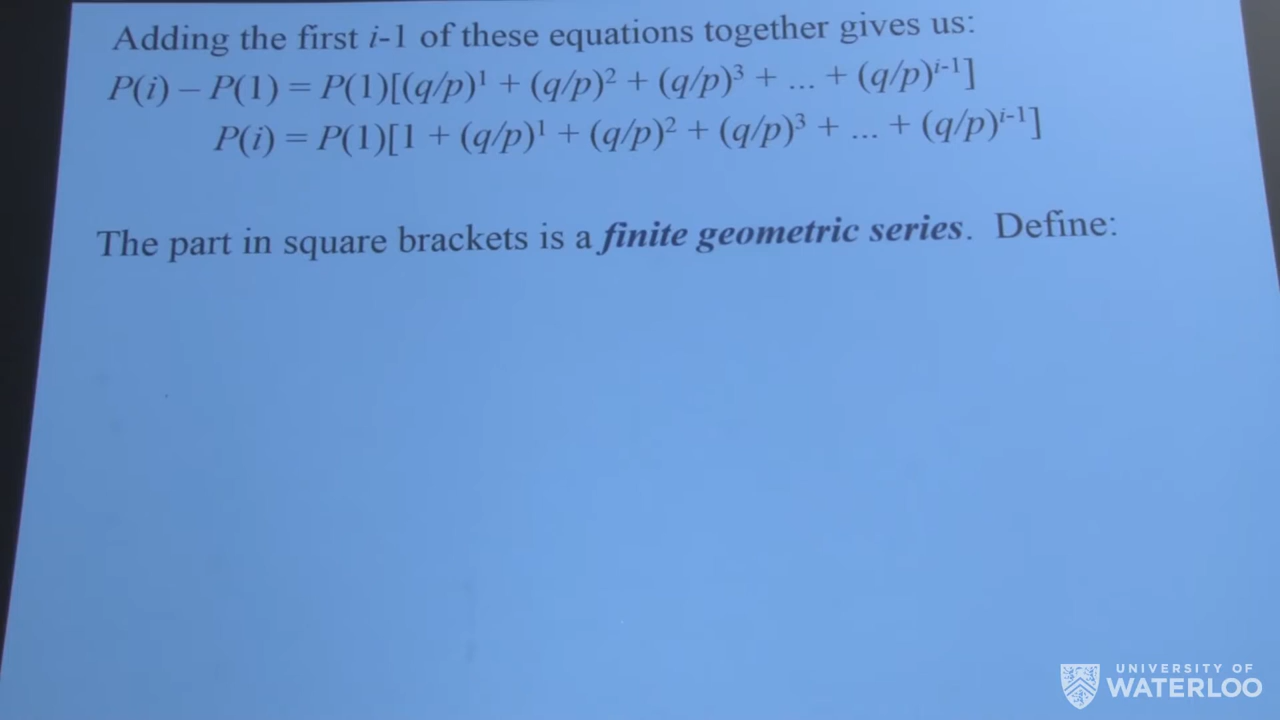 Adding the first i-1 of these equations together gives us:
P(i) – P(1) = P(1)[(q/p)¹ + (q/p)² + (q/p)³ + ... + (q/p)ⁱ⁻¹]
P(i) = P(1)[1 + (q/p)¹ + (q/p)² + (q/p)³ + ... + (q/p)ⁱ⁻¹]
The part in square brackets is a finite geometric series. Define:
UNIVERSITY OF
WATERLOO